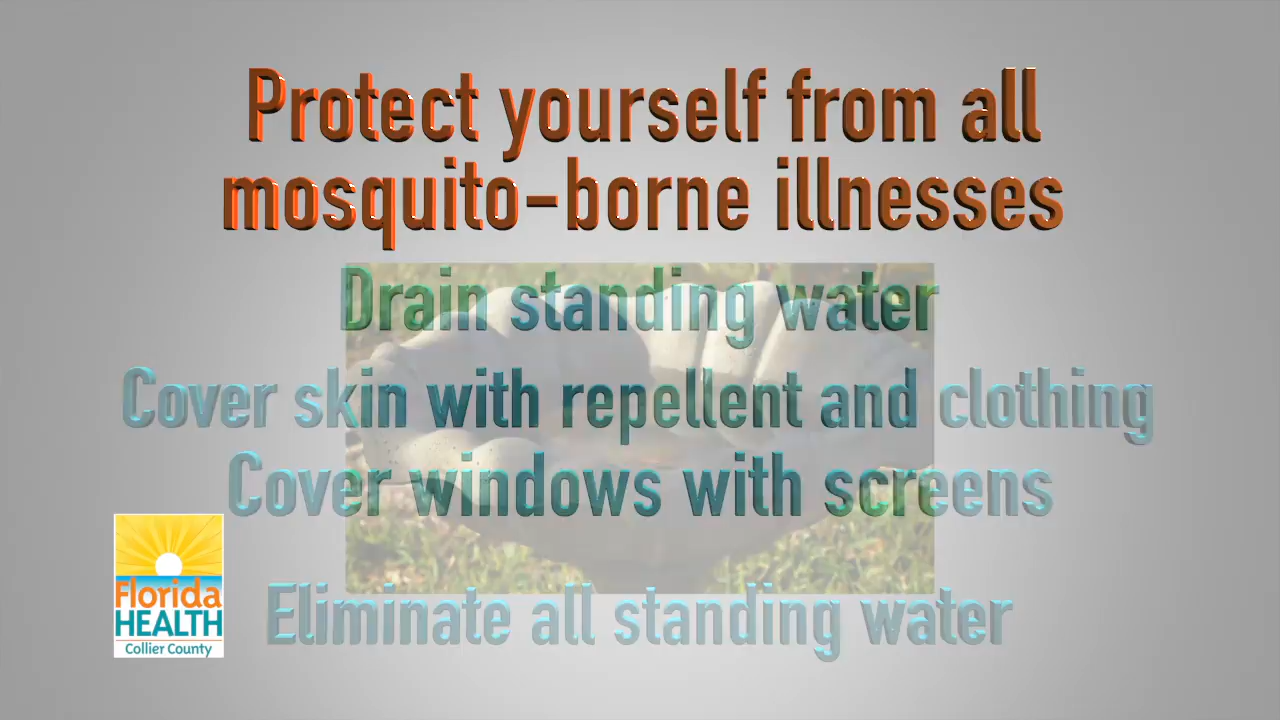 Protect yourself from all
mosquito-borne illnesses
Drain standing water
Cover skin with repellent and clothing
Cover windows with screens
Eliminate all standing water
Florida
HEALTH
Collier County